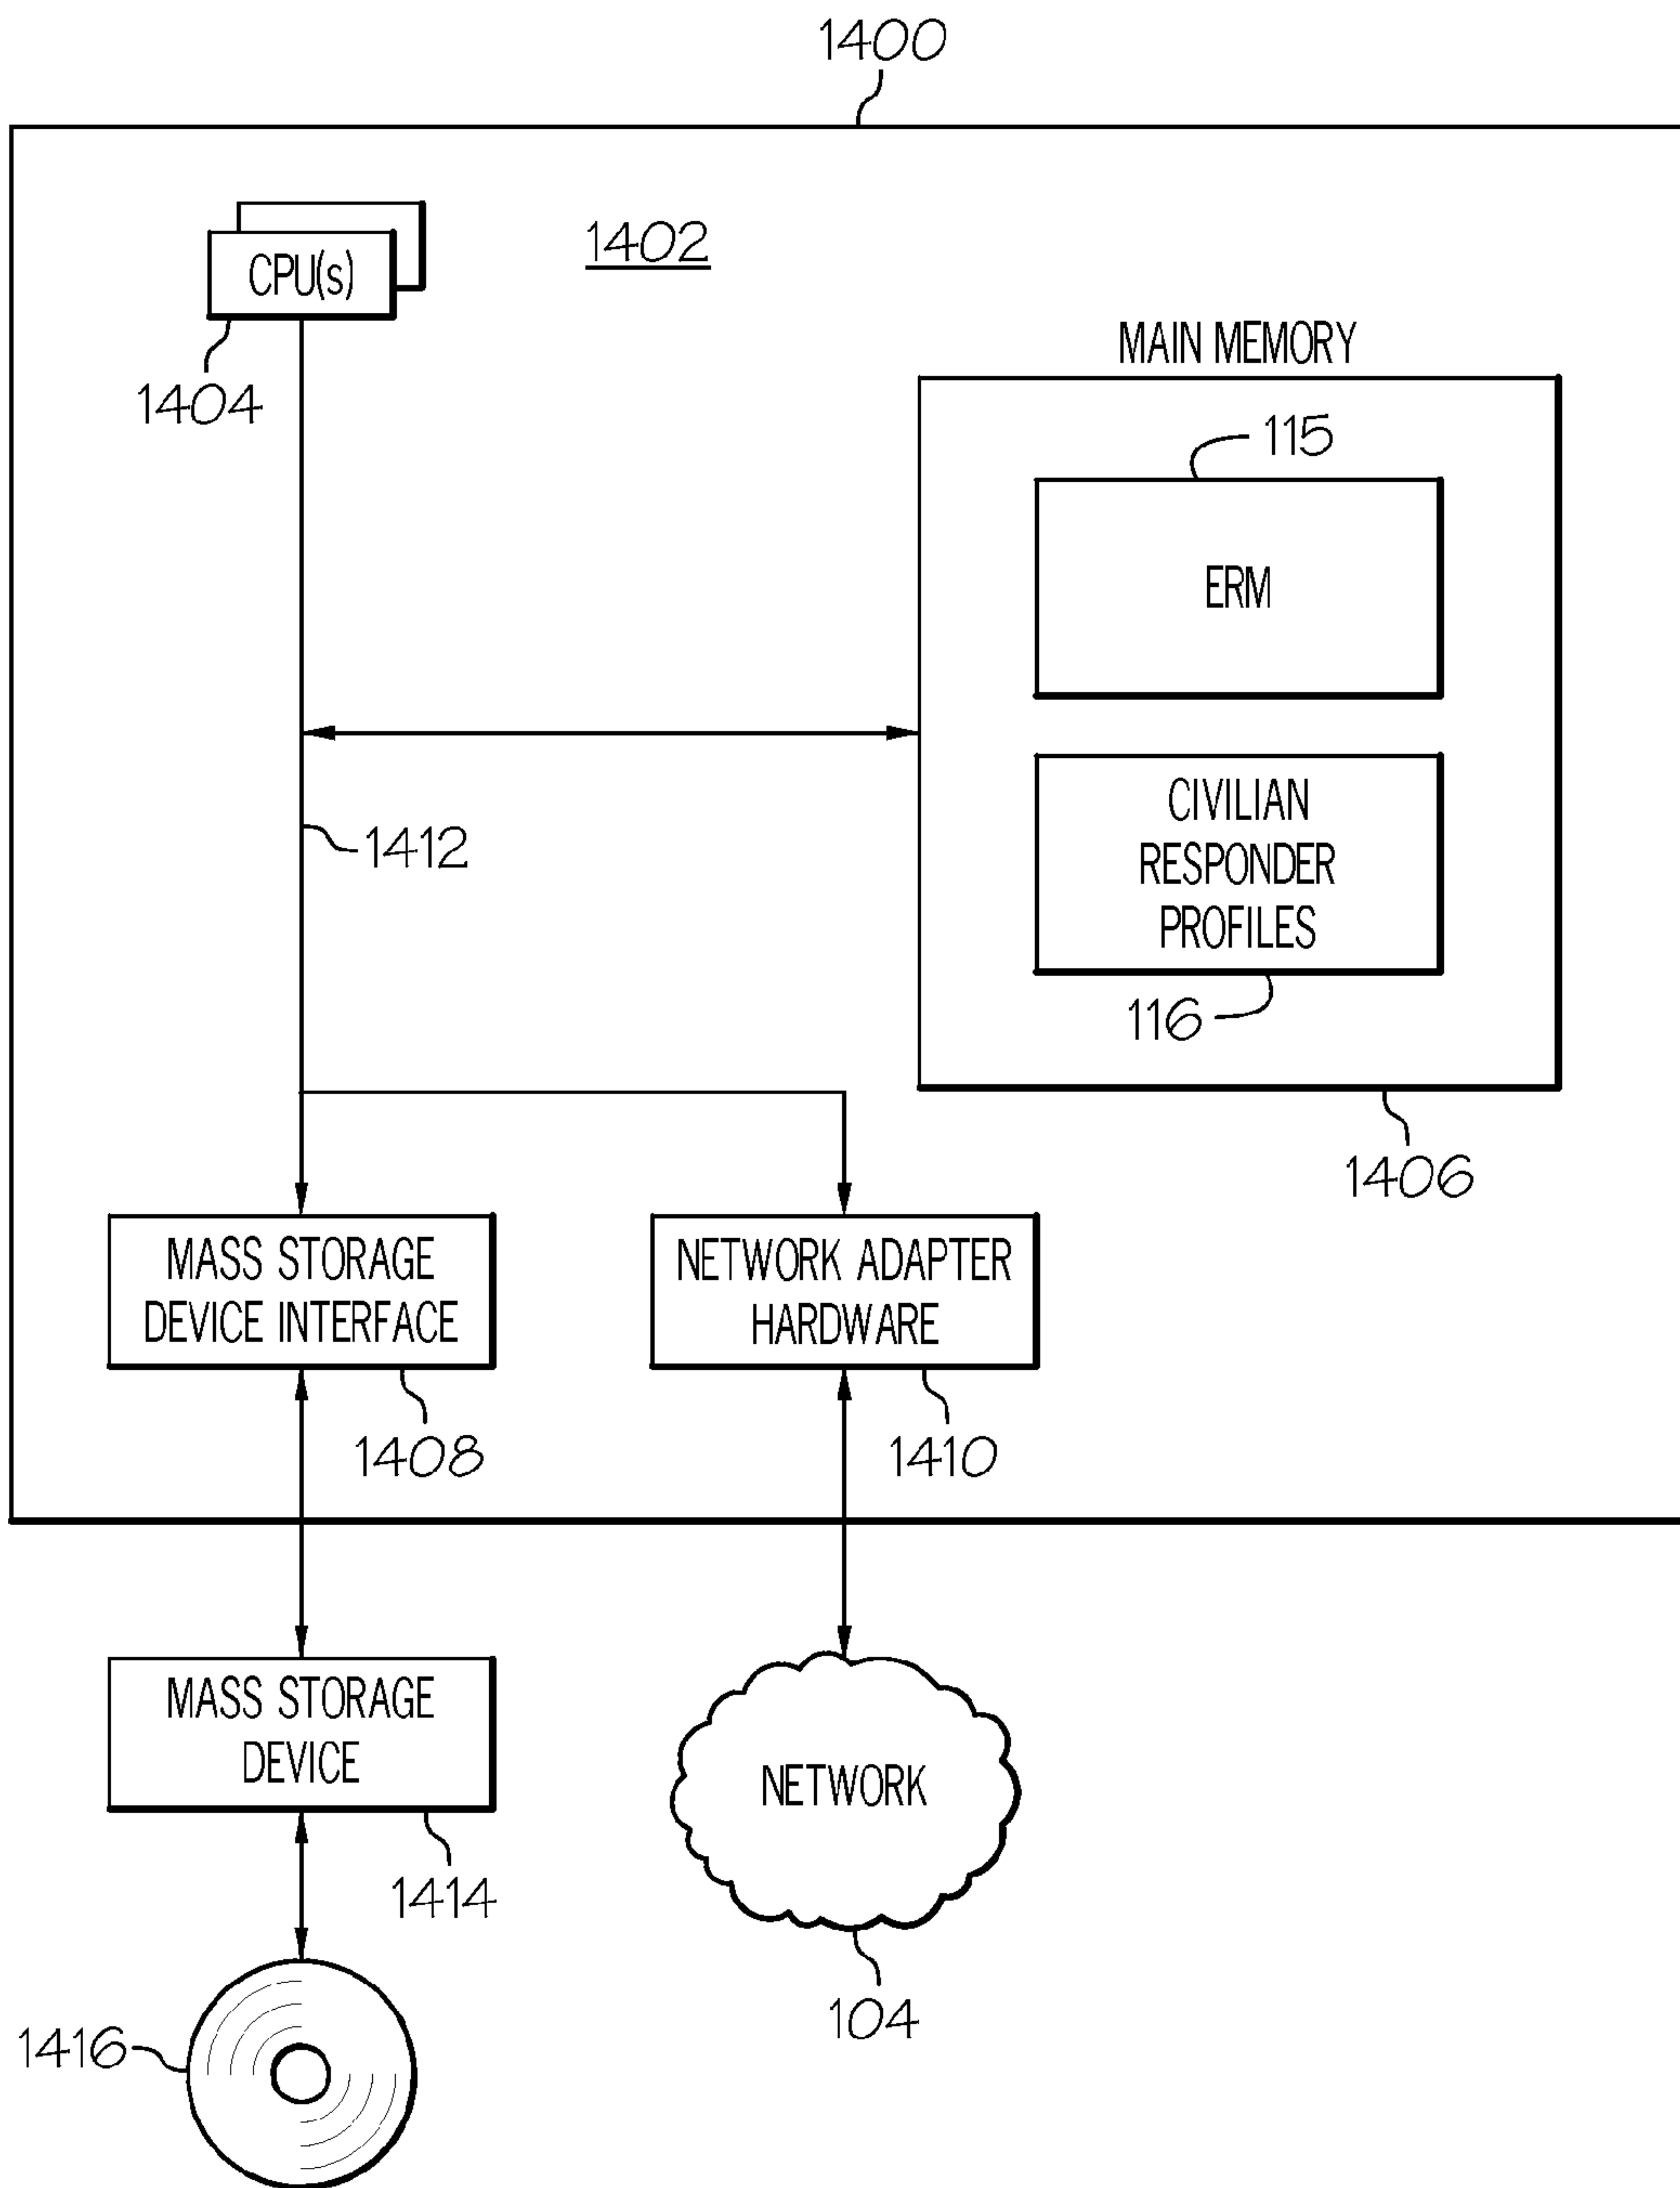 1400
CPU(s)
1402
1404
MAIN MEMORY
115
ERM
1412
CIVILIAN
RESPONDER
PROFILES
116
1406
MASS STORAGE
DEVICE INTERFACE
NETWORK ADAPTER
HARDWARE
1408
1410
MASS STORAGE
DEVICE
NETWORK
1414
104
1416